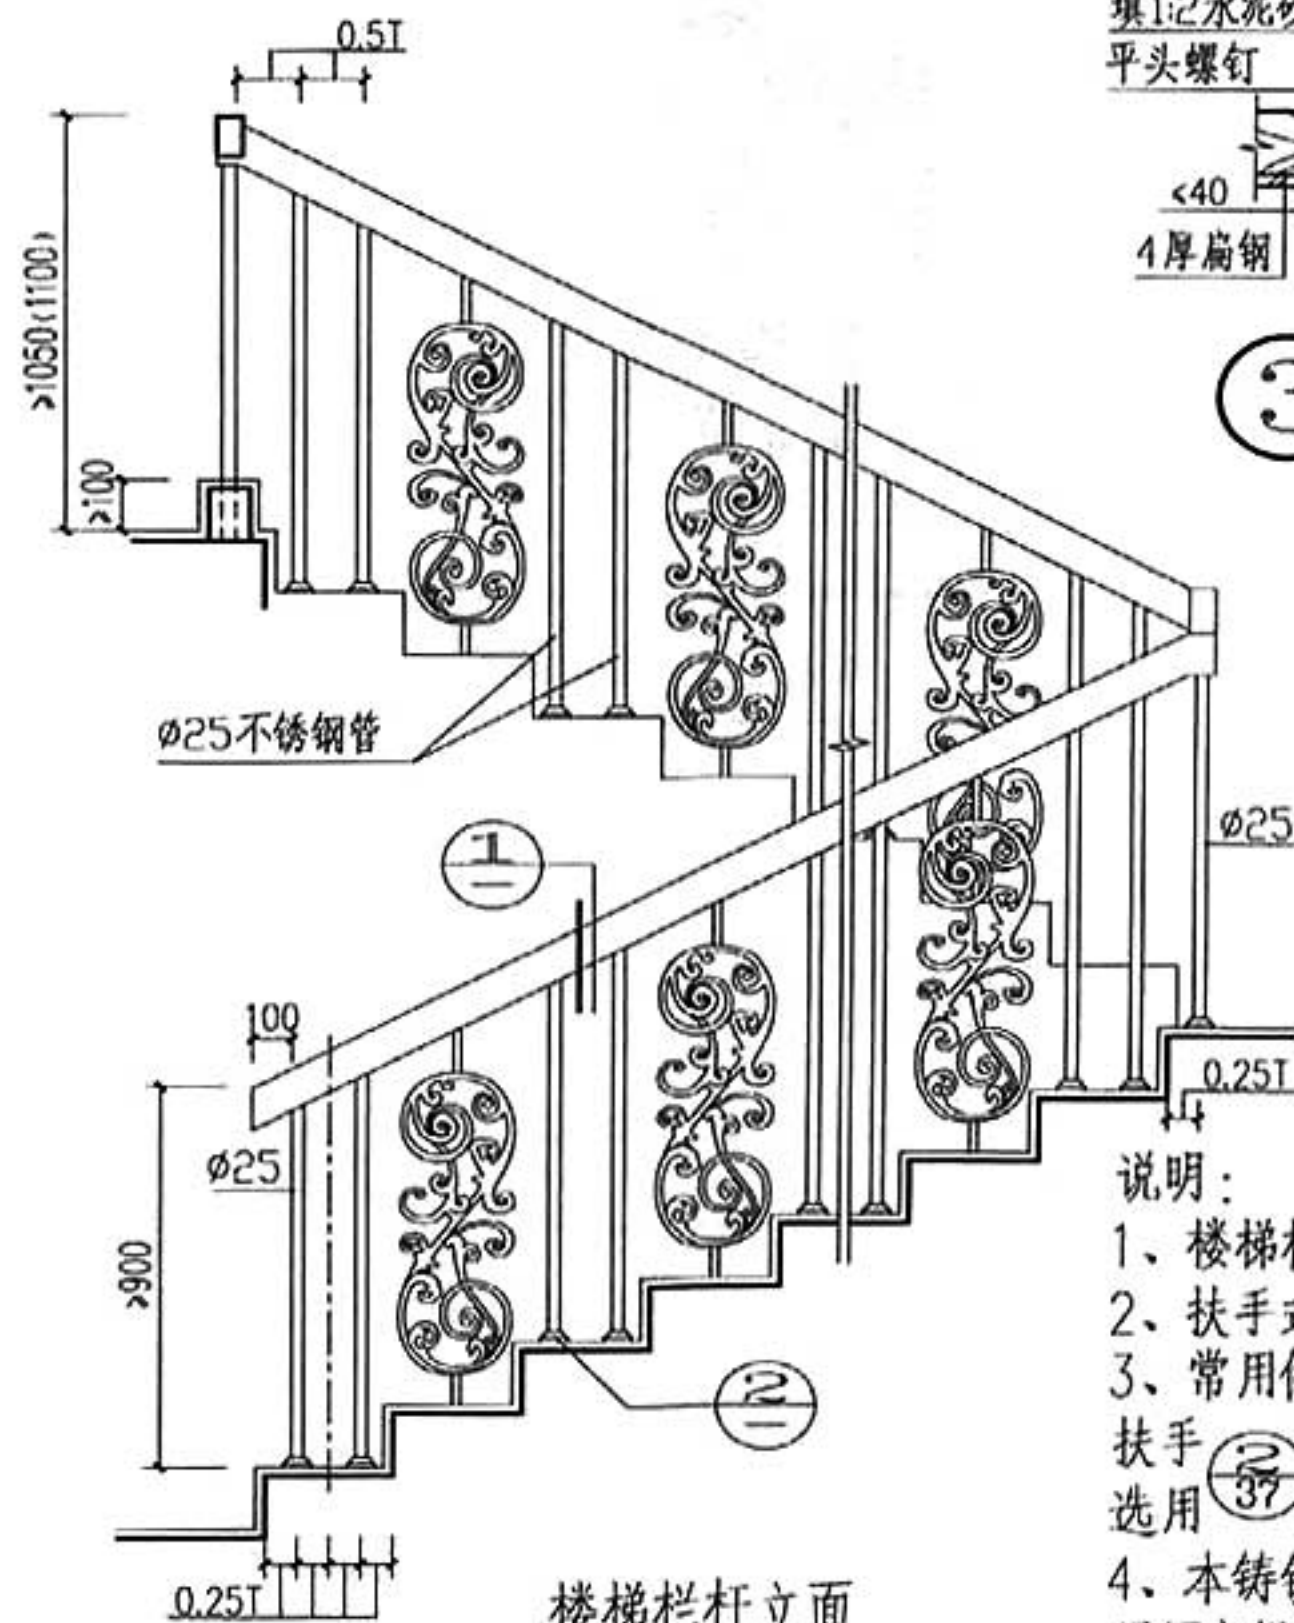 0.5T
填1:2水泥
平头螺钉
<40
4厚扁钢
≥1050(1100)
≥100
Ø25不锈钢管
Ø25
1
100
0.25T
Ø25
≥900
2
说明:
1、楼梯
2、扶手
3、常用
扶手 2
选用 37
4、本铸
0.25T
楼梯栏杆立面